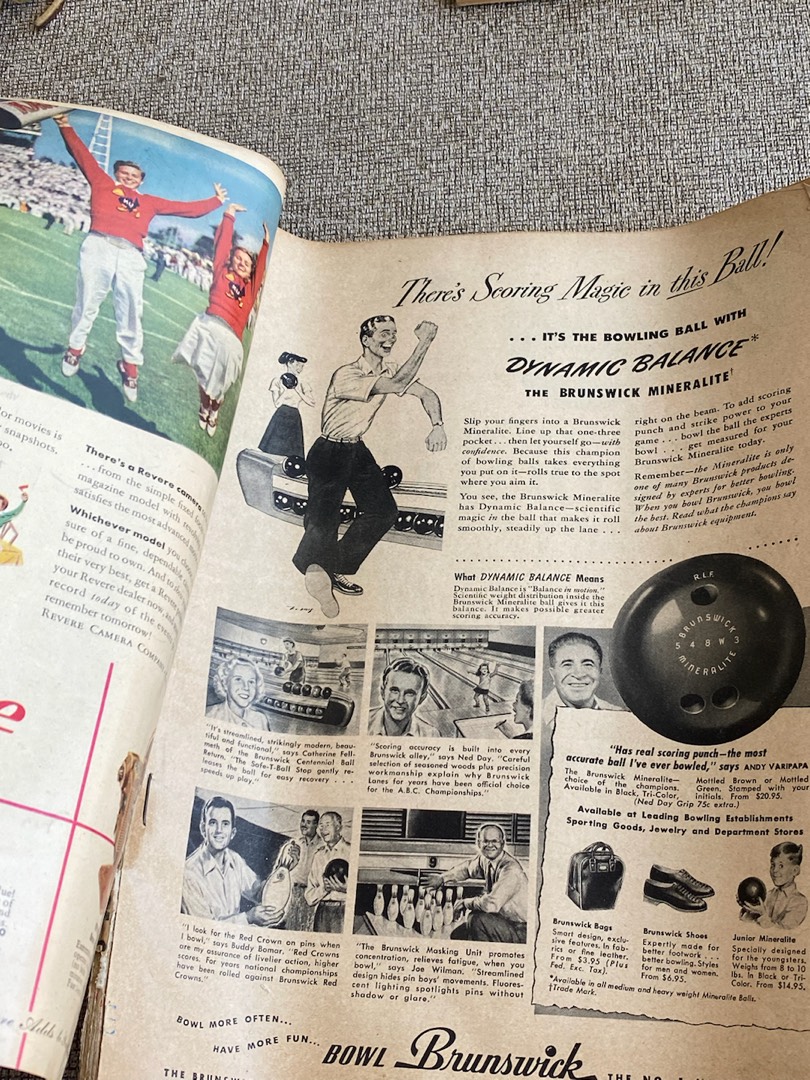 or movies is
snapshots,
oo.
There's a Revere camera
... from the simple fixed
magazine model with
satisfies the most advanced
Whichever model you
sure of a fine, dependable
be proud of own. And to
their very best, get a Revere
your Revere dealer now, and
record today of the even
remember tomorrow!
REVERE CAMERA COMPANY
e
There's Scoring Magic in this Ball!
... IT'S THE BOWLING BALL WITH
DYNAMIC BALANCE*
THE BRUNSWICK MINERALITE†
Slip your fingers into a Brunswick
Mineralite. Line up that one-three
pocket... then let yourself go—with
confidence. Because this champion
of bowling balls takes everything
you put on it—rolls true to the spot
where you aim it.
You see, the Brunswick Mineralite
has Dynamic Balance—scientific
magic in the ball that makes it roll
smoothly, steadily up the lane ...
right on the beam. To add scoring
punch and strike power to your
game ... bowl the ball the experts
bowl ... get measured for your
Brunswick Mineralite today.
Remember—the Mineralite is only
one of many Brunswick products de-
signed by experts for better bowling.
When you bowl Brunswick, you bowl
the best. Read what the champions say
about Brunswick equipment.
What DYNAMIC BALANCE Means
Dynamic Balance is "Balance in motion."
Scientific weight distribution inside the
Brunswick Mineralite ball gives it this
balance. It makes possible greater
scoring accuracy.
R.L.F.
BRUNSWICK
5 4 8 W 3
MINERALITE
"It's streamlined, strikingly modern, beau-
tiful and functional," says Catherine Fell-
meth of the Brunswick Centennial Ball
Return. "The Safe-T-Ball Stop gently re-
leases the ball for easy recovery ...
speeds up play."
"Scoring accuracy is built into every
Brunswick alley," says Ned Day. "Careful
selection of seasoned woods plus precision
workmanship explain why Brunswick
Lanes for years have been official choice
for the A.B.C. Championships."
"Has real scoring punch—the most
accurate ball I've ever bowled," says ANDY VARIPAPA
The Brunswick Mineralite—
choice of the champions.
Available in Black, Tri-Color,
Mottled Brown or Mottled
Green. Stamped with your
initials. From $20.95.
(Ned Day Grip 75c extra.)
Available at Leading Bowling Establishments
Sporting Goods, Jewelry and Department Stores
9
"I look for the Red Crown on pins when
I bowl," says Buddy Bomar. "Red Crowns
are my assurance of livelier action, higher
scores. For years national championships
have been rolled against Brunswick Red
Crowns."
"The Brunswick Masking Unit promotes
concentration, relieves fatigue, when you
bowl," says Joe Wilman. "Streamlined
design hides pin boys' movements. Fluores-
cent lighting spotlights pins without
shadow or glare."
Brunswick Bags
Smart design, exclu-
sive features. In fab-
rics or fine leather.
From $3.95 (Plus
Fed. Exc. Tax).
Brunswick Shoes
Expertly made for
better footwork ...
better bowling. Styles
for men and women.
From $6.95.
Junior Mineralite
Specially designed
for the youngsters.
Weight from 8 to 10
lbs. In Black or Tri-
Color. From $14.95.
*Available in all medium and heavy weight Mineralite Balls.
†Trade Mark.
BOWL MORE OFTEN...
HAVE MORE FUN...
BOWL Brunswick
THE BRUNSW
THE NO.